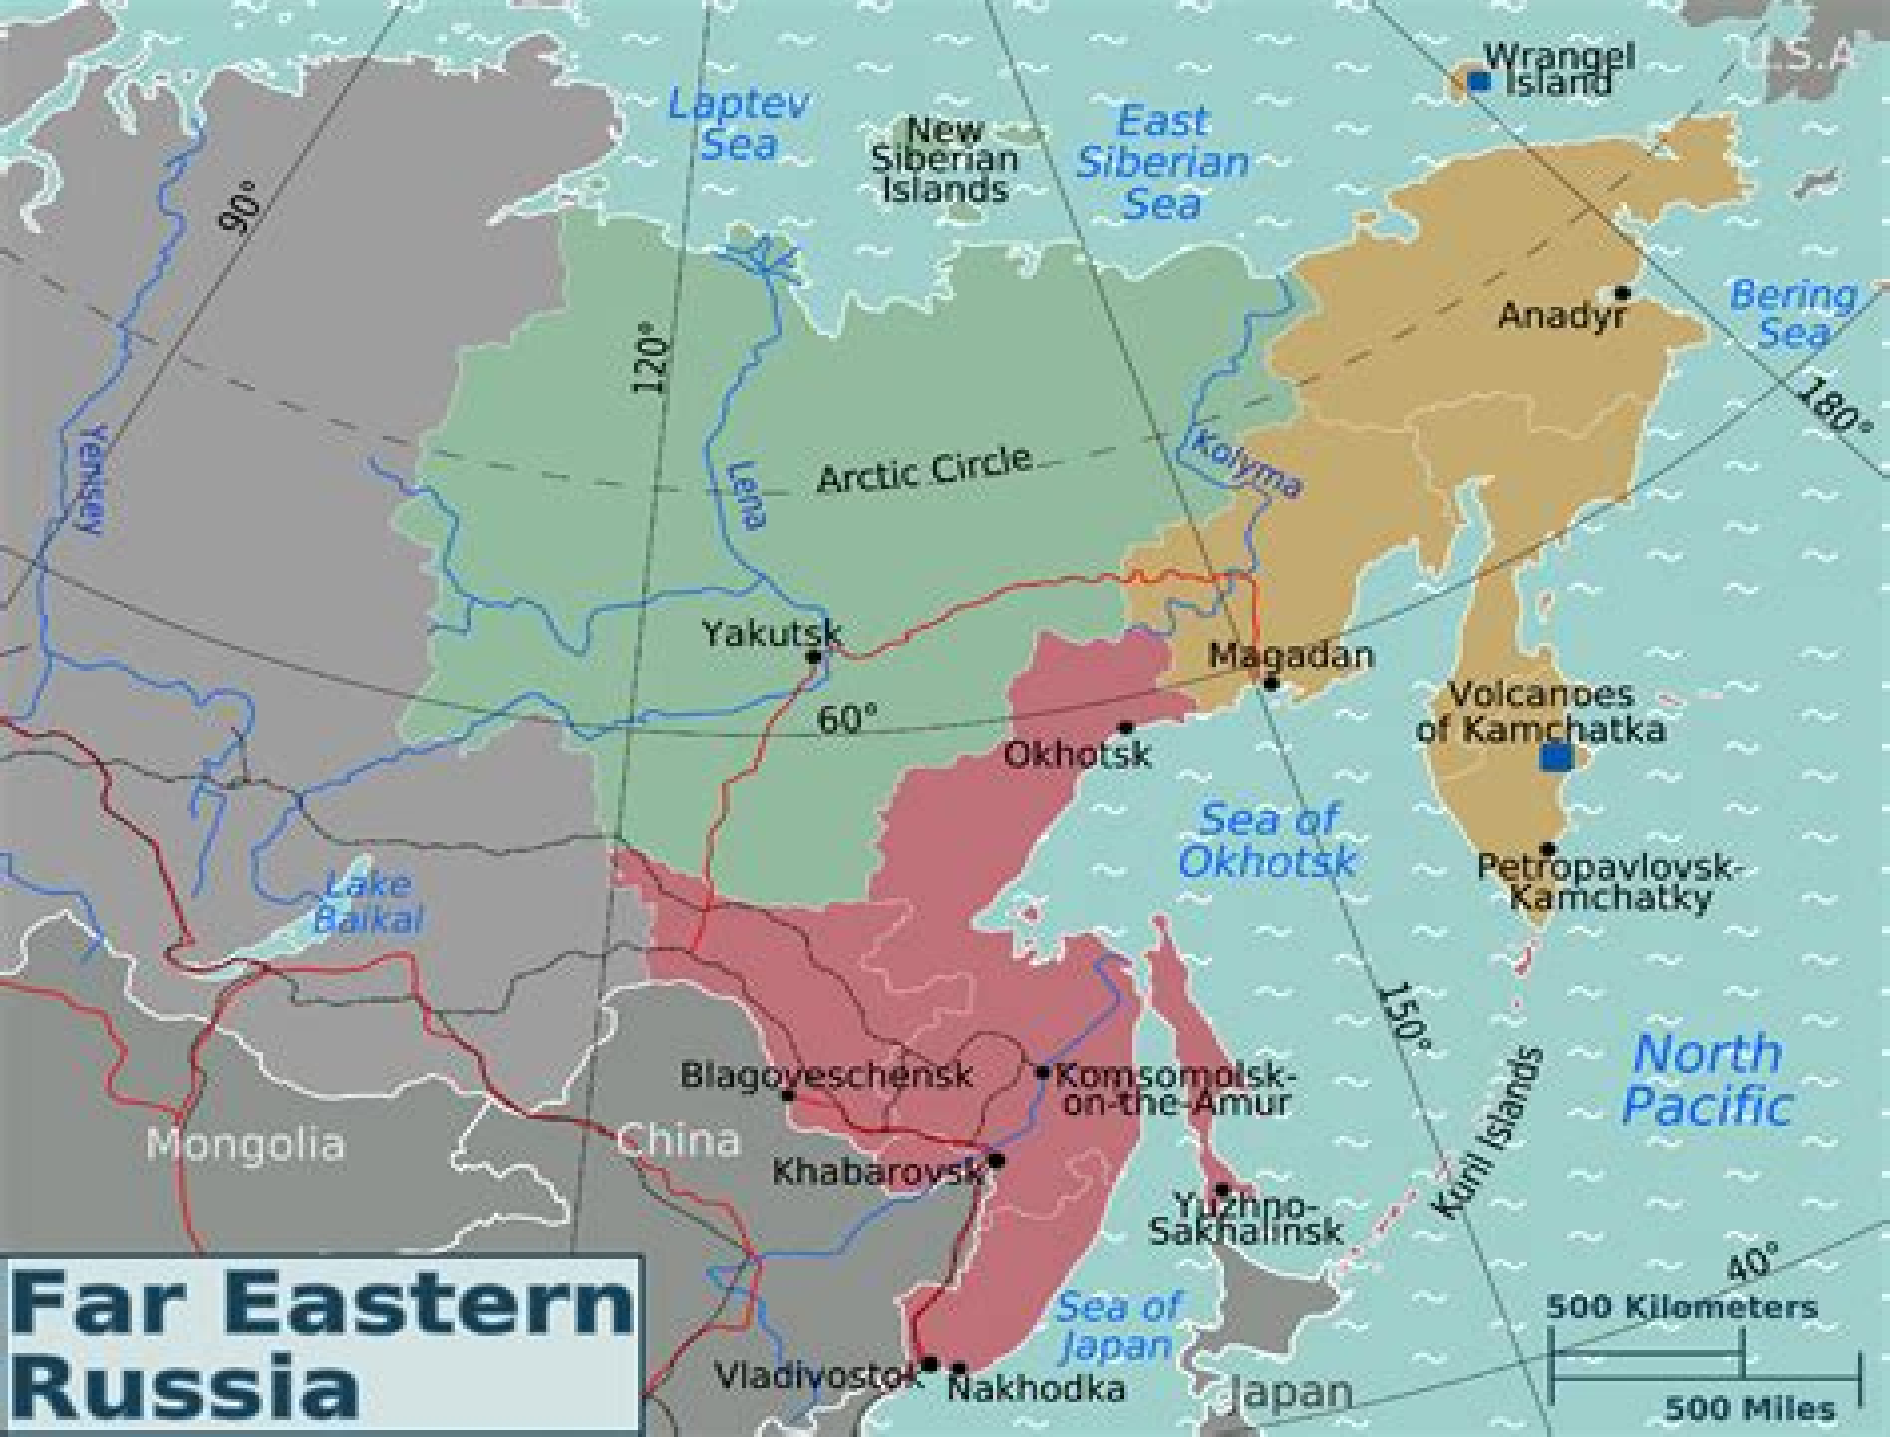 Wrangel
Island
U.S.A
Laptev
Sea
New
Siberian
Islands
East
Siberian
Sea
90°
Anadyr
Bering
Sea
120°
180°
Yenisey
Lena
Arctic Circle
Kolyma
Yakutsk
Magadan
60°
Okhotsk
Volcanoes
of Kamchatka
Sea of
Okhotsk
Petropavlovsk-
Kamchatky
Lake
Baikal
150°
North
Pacific
Blagoveschensk
Komsomolsk-
on-the-Amur
Mongolia
China
Khabarovsk
Kuril Islands
Yuzhno-
Sakhalinsk
40°
Far Eastern
Russia
Sea of
Japan
500 Kilometers
Vladivostok
Nakhodka
Japan
500 Miles